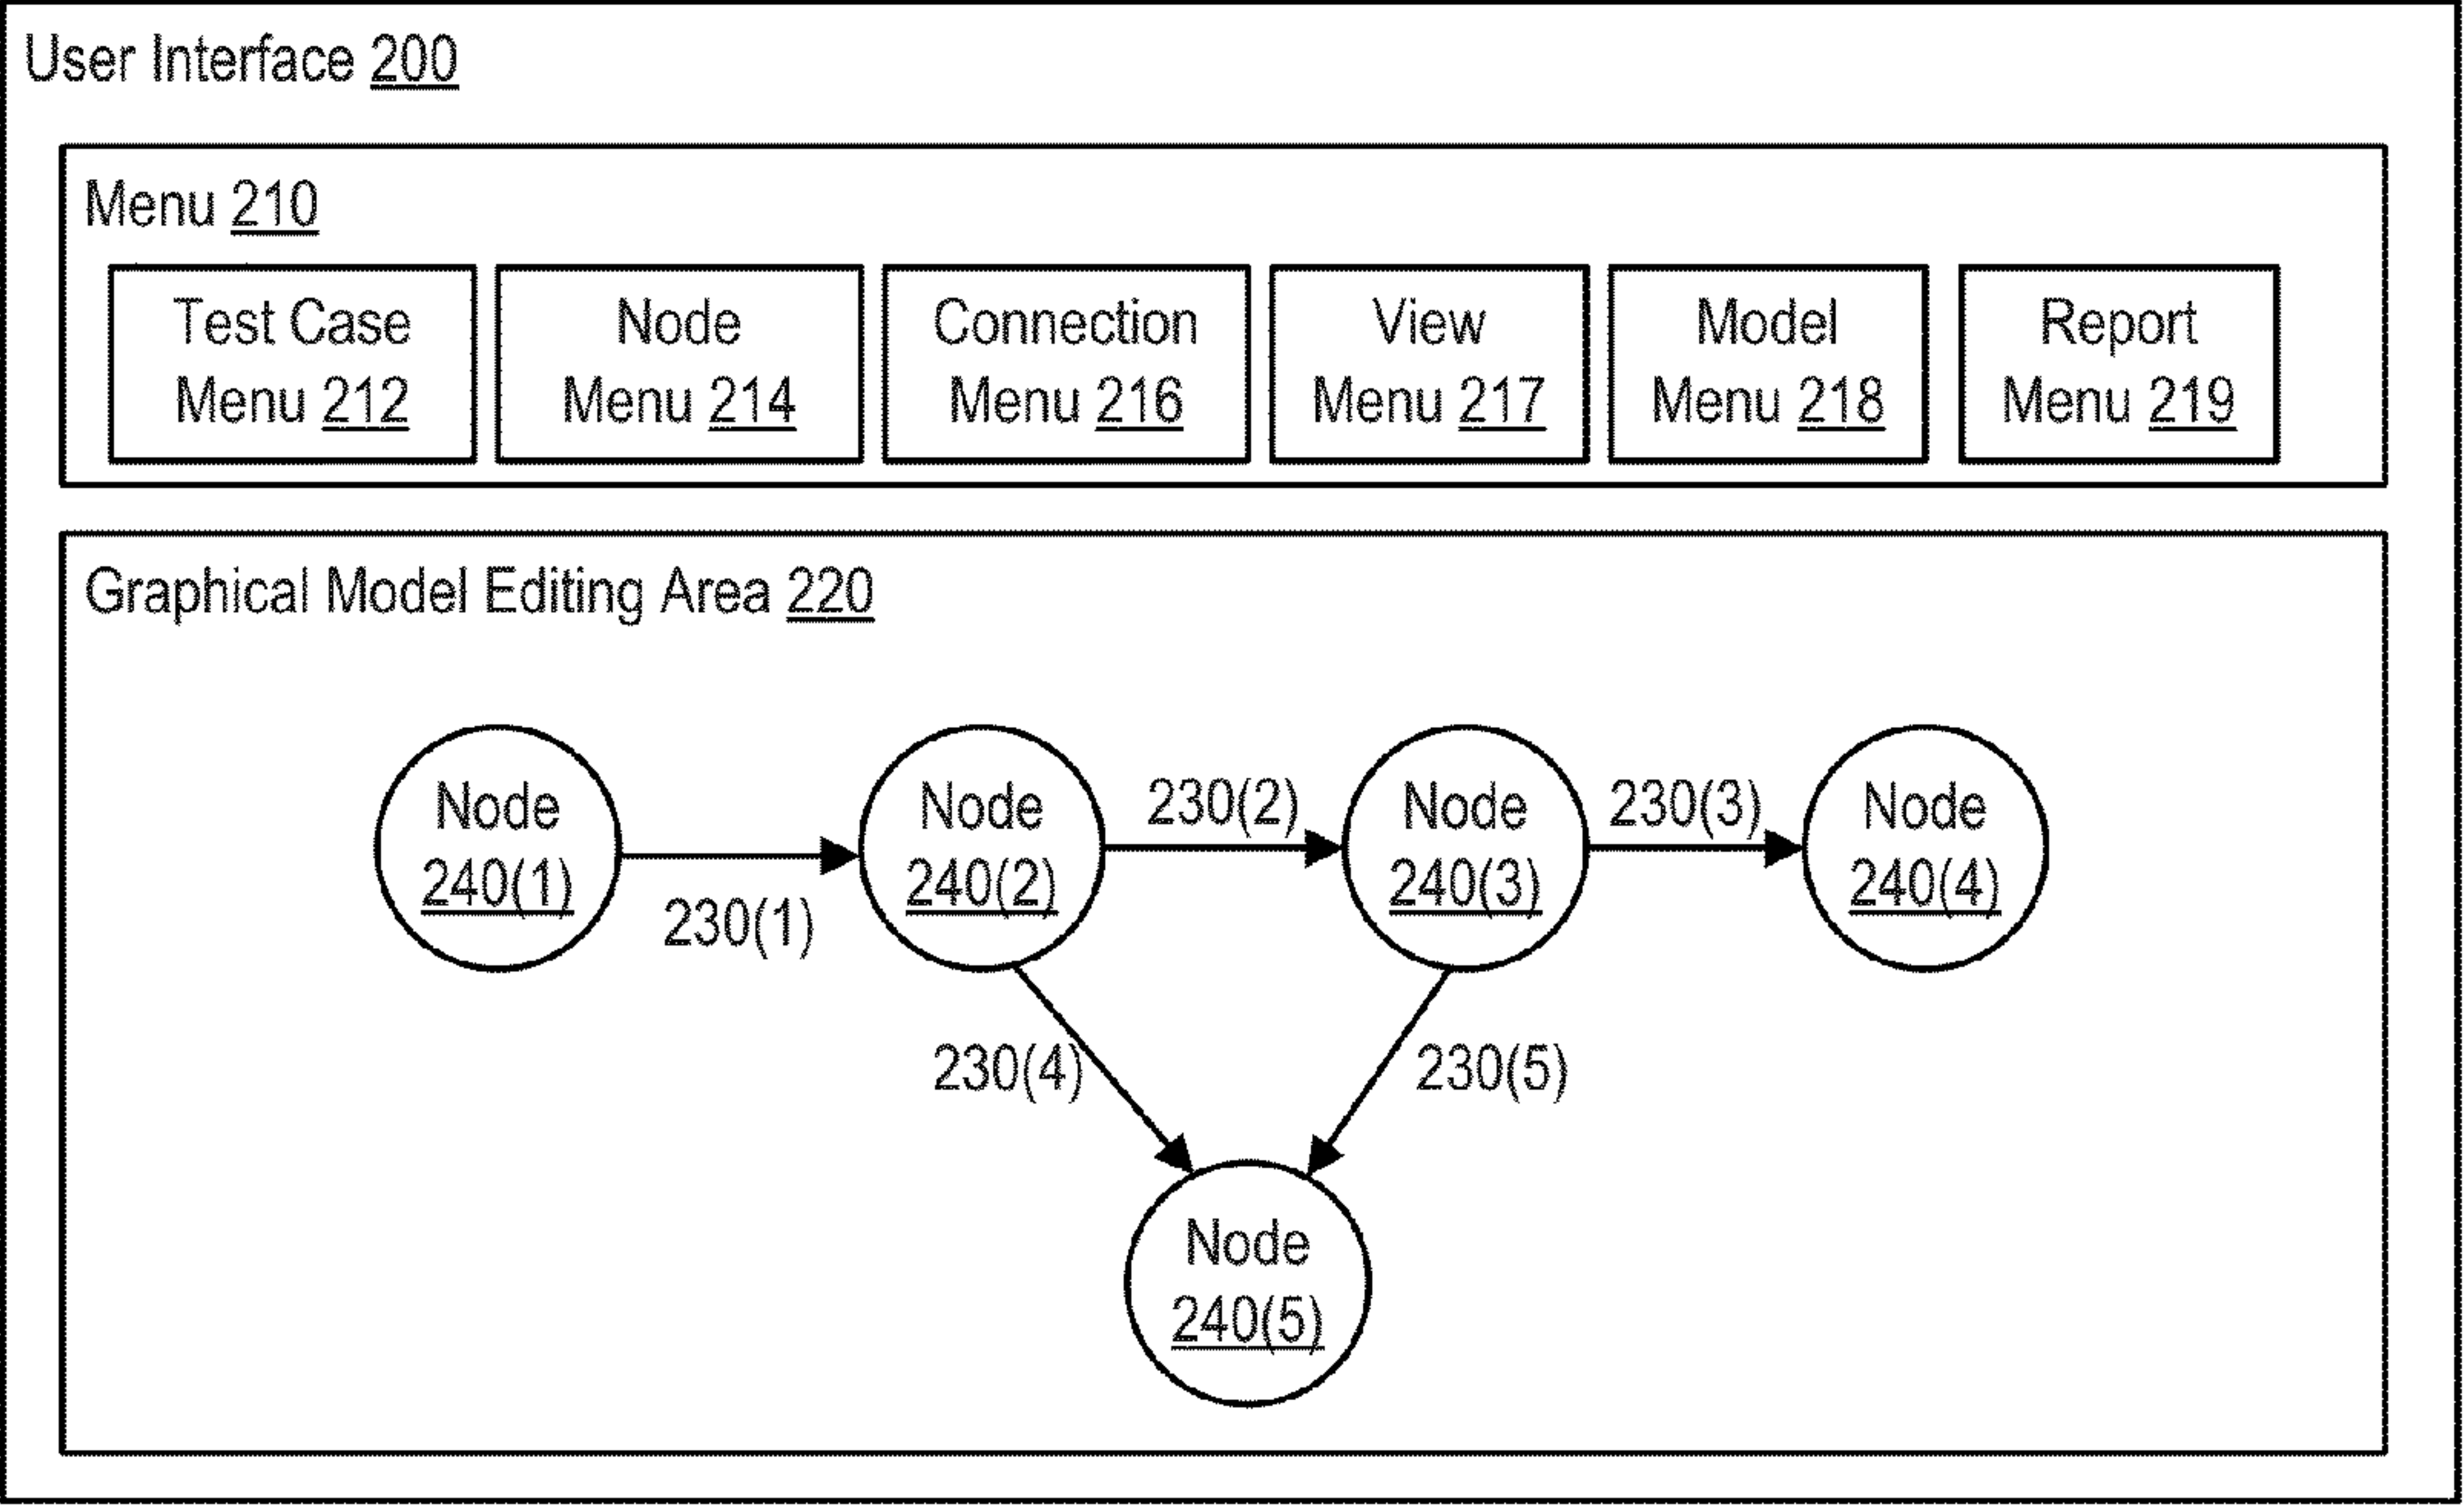 User Interface 200
Menu 210
Test Case
Menu 212
Node
Menu 214
Connection
Menu 216
View
Menu 217
Model
Menu 218
Report
Menu 219
Graphical Model Editing Area 220
Node
240(1)
230(1)
Node
240(2)
230(2)
Node
240(3)
230(3)
Node
240(4)
230(4)
230(5)
Node
240(5)